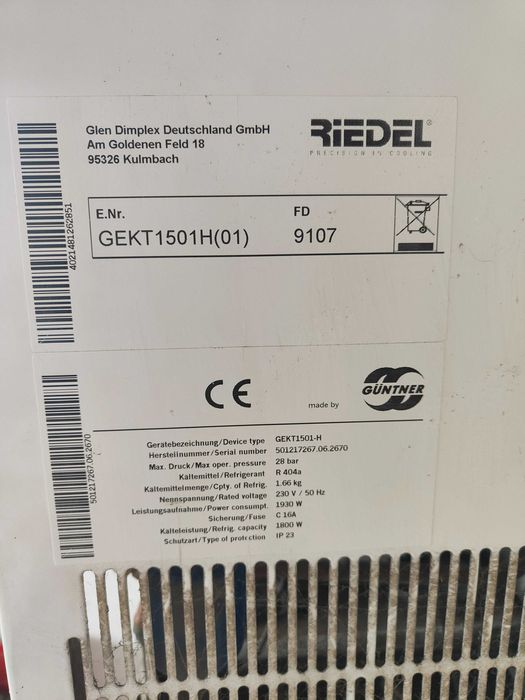 Glen Dimplex Deutschland GmbH
Am Goldenen Feld 18
95326 Kulmbach
RIEDEL®
PRECISION IN COOLING
E.Nr.
FD
GEKT1501H(01)
9107
4021481262851
CE
made by
GÜNTNER
Gerätebezeichnung/Device type GEKT1501-H
Herstellnummer/Serial number 501217267.06.2670
Max. Druck/Max oper. pressure 28 bar
Kältemittel/Refrigerant R 404a
Kältemittelmenge/Cpty. of Refrig. 1.66 kg
Nennspannung/Rated voltage 230 V / 50 Hz
Leistungsaufnahme/Power consumpt. 1930 W
Sicherung/Fuse C 16A
Kälteleistung/Refrig. capacity 1800 W
Schutzart/Type of protection IP 23
501217267.06.2670